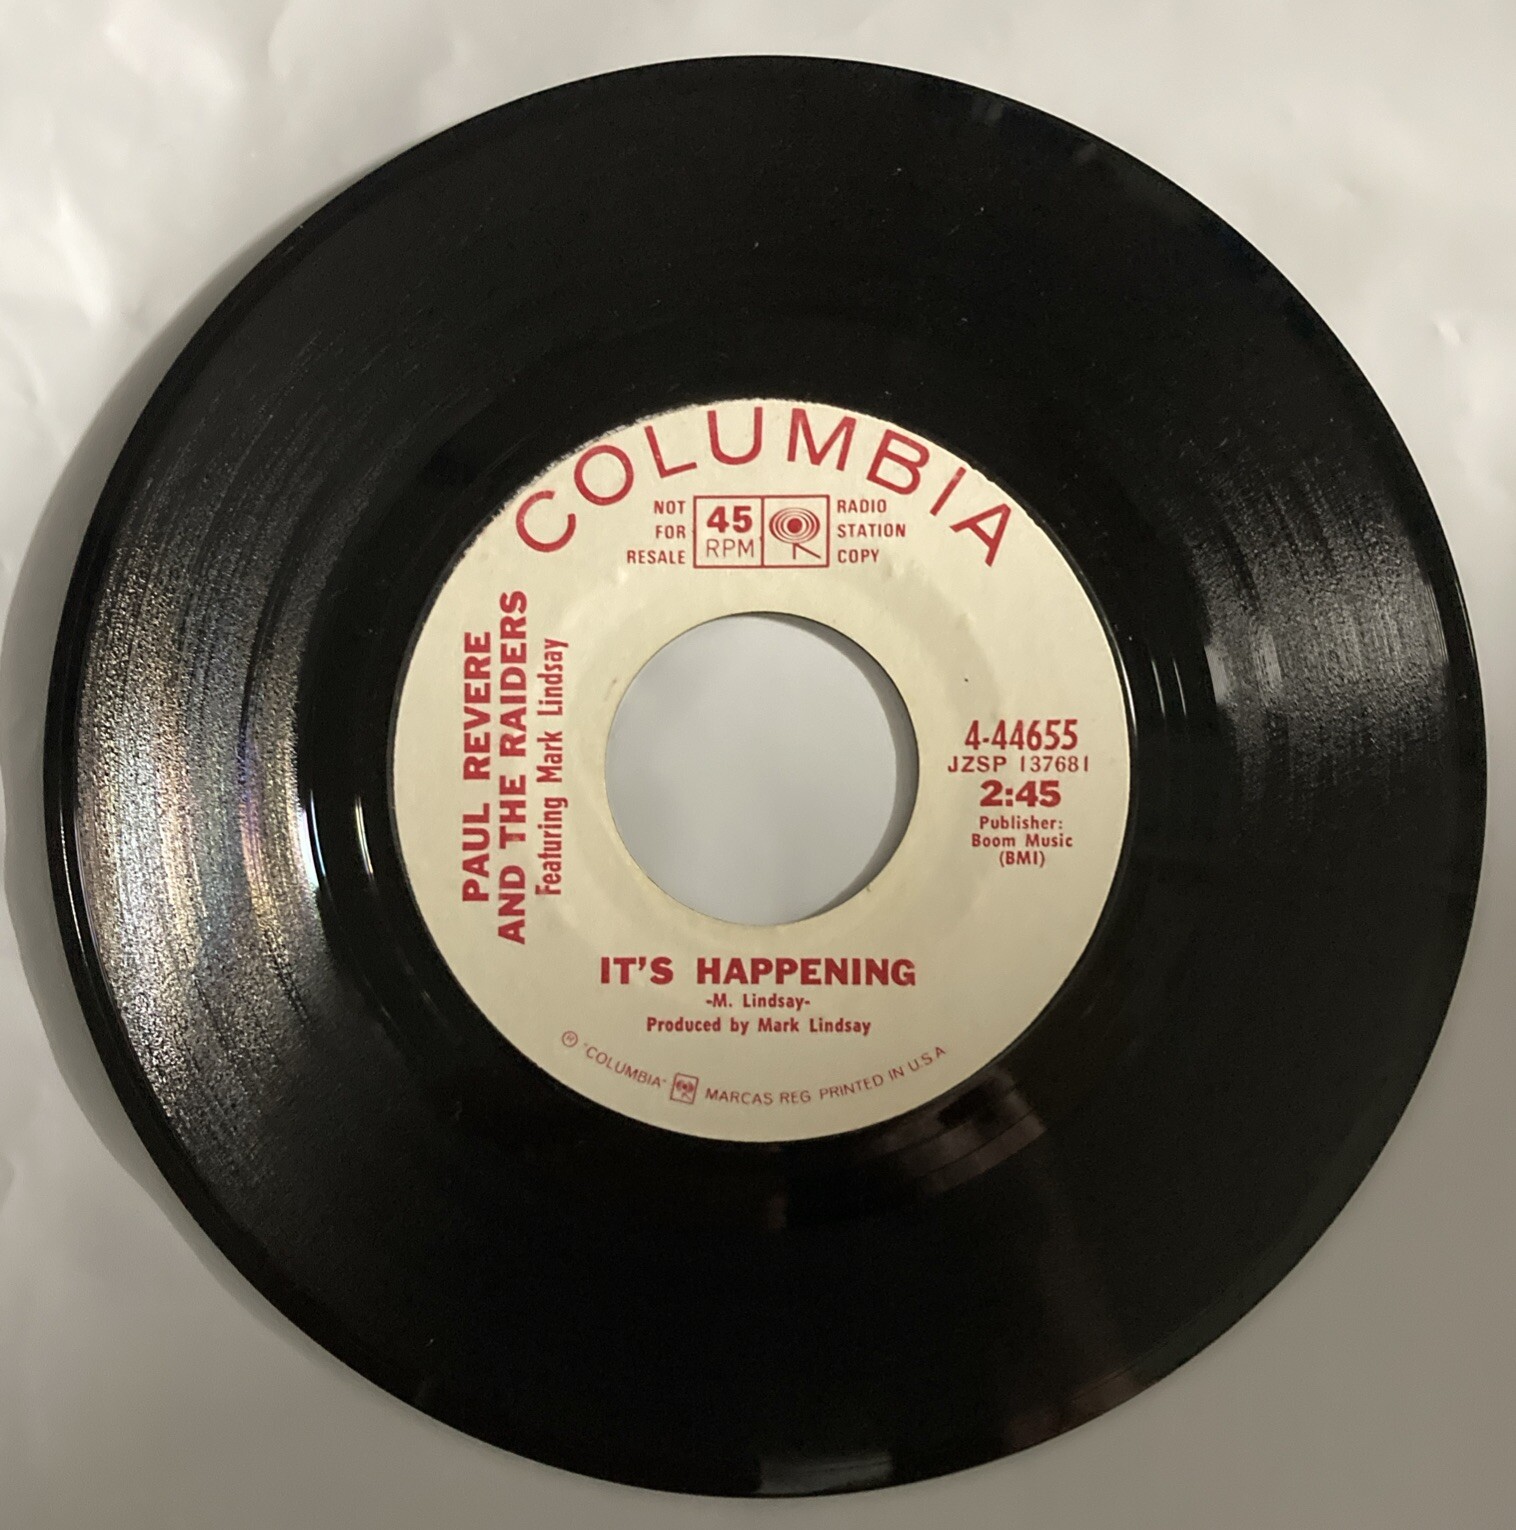 COLUMBIA
NOT
FOR
RESALE
45
RPM
RADIO
STATION
COPY
PAUL REVERE
AND THE RAIDERS
Featuring Mark Lindsay
4-44655
JZSP 137681
2:45
Publisher:
Boom Music
(BMI)
IT'S HAPPENING
-M. Lindsay-
Produced by Mark Lindsay
® "COLUMBIA" MARCAS REG. PRINTED IN U.S.A